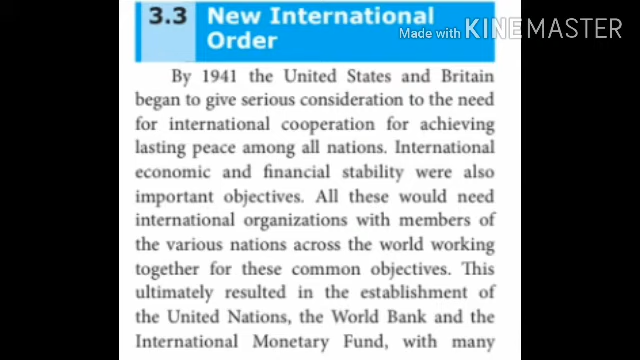 3.3 New International
Order
Made with KINEMASTER
By 1941 the United States and Britain
began to give serious consideration to the need
for international cooperation for achieving
lasting peace among all nations. International
economic and financial stability were also
important objectives. All these would need
international organizations with members of
the various nations across the world working
together for these common objectives. This
ultimately resulted in the establishment of
the United Nations, the World Bank and the
International Monetary Fund, with many